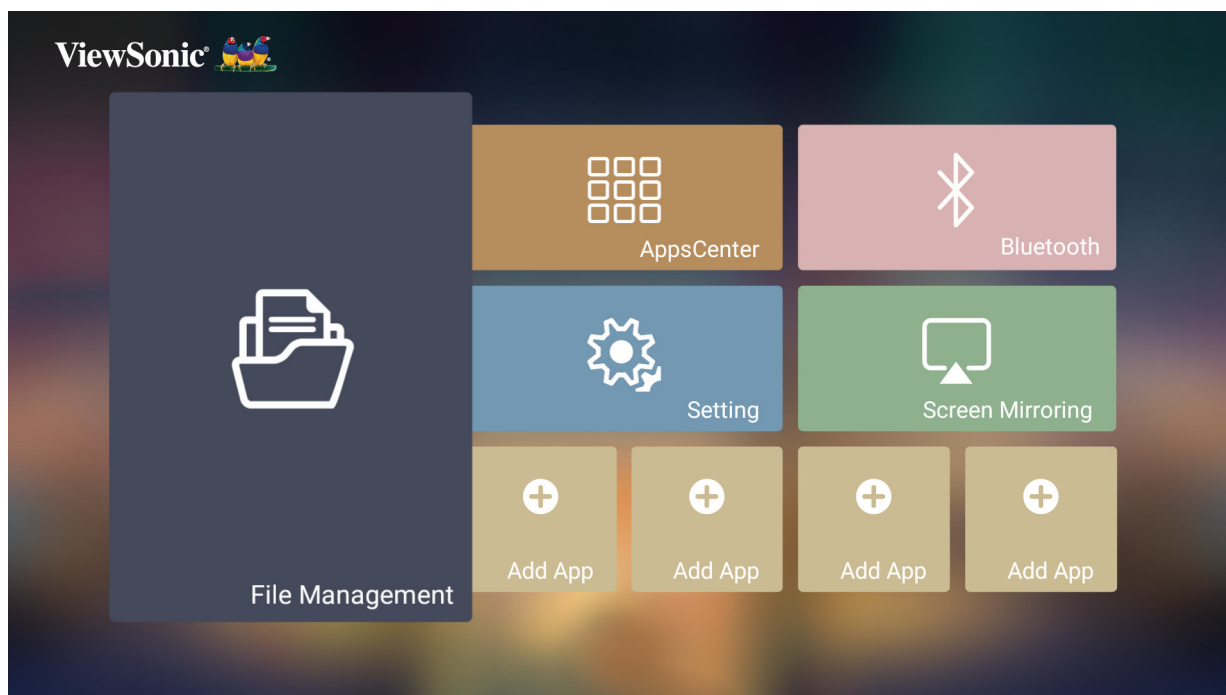 ViewSonic®
AppsCenter
Bluetooth
Setting
Screen Mirroring
Add App
Add App
Add App
Add App
File Management